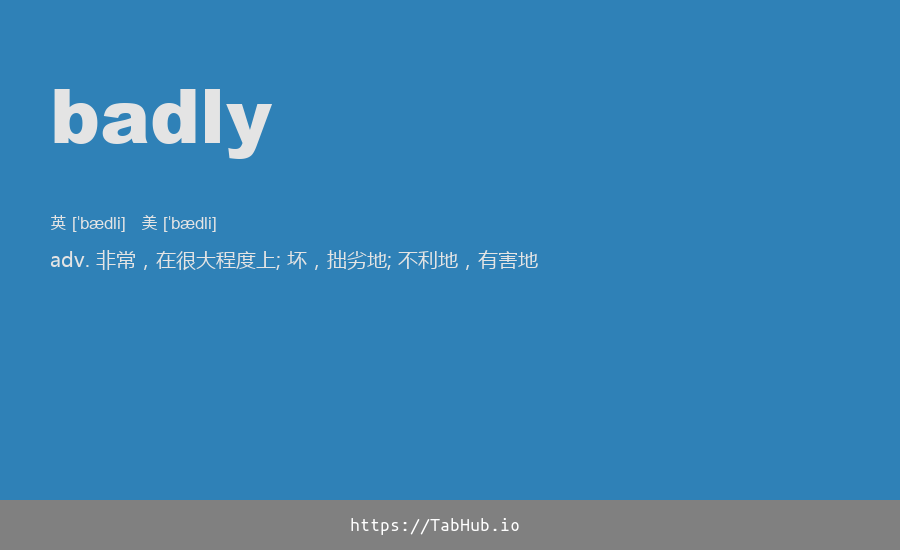 badly
英 [ˈbædli] 美 [ˈbædli]
adv. 非常，在很大程度上; 坏，拙劣地; 不利地，有害地
https://TabHub.io